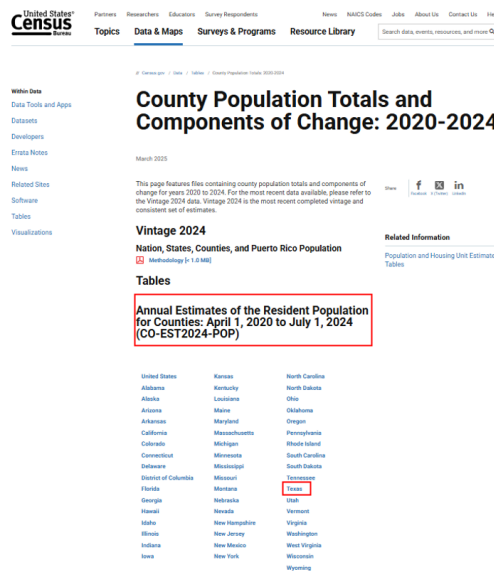 United States®
Census
Bureau
Partners Researchers Educators Survey Respondents
News NAICS Codes Jobs About Us Contact Us
Topics Data & Maps Surveys & Programs Resource Library
Search data, events, resources, and more
// Census.gov / Data / Tables / County Population Totals: 2020-2024
Within Data
Data Tools and Apps
Datasets
Developers
Errata Notes
News
Related Sites
Software
Tables
Visualizations
County Population Totals and
Components of Change: 2020-2024
March 2025
This page features files containing county population totals and components of
change for years 2020 to 2024. For the most recent data available, please refer to
the Vintage 2024 data. Vintage 2024 is the most recent completed vintage and
consistent set of estimates.
Share
Facebook X (Twitter) LinkedIn
Vintage 2024
Nation, States, Counties, and Puerto Rico Population
Methodology [< 1.0 MB]
Related Information
Population and Housing Unit Estimate
Tables
Tables
Annual Estimates of the Resident Population
for Counties: April 1, 2020 to July 1, 2024
(CO-EST2024-POP)
United States Kansas North Carolina
Alabama Kentucky North Dakota
Alaska Louisiana Ohio
Arizona Maine Oklahoma
Arkansas Maryland Oregon
California Massachusetts Pennsylvania
Colorado Michigan Rhode Island
Connecticut Minnesota South Carolina
Delaware Mississippi South Dakota
District of Columbia Missouri Tennessee
Florida Montana Texas
Georgia Nebraska Utah
Hawaii Nevada Vermont
Idaho New Hampshire Virginia
Illinois New Jersey Washington
Indiana New Mexico West Virginia
Iowa New York Wisconsin
Wyoming